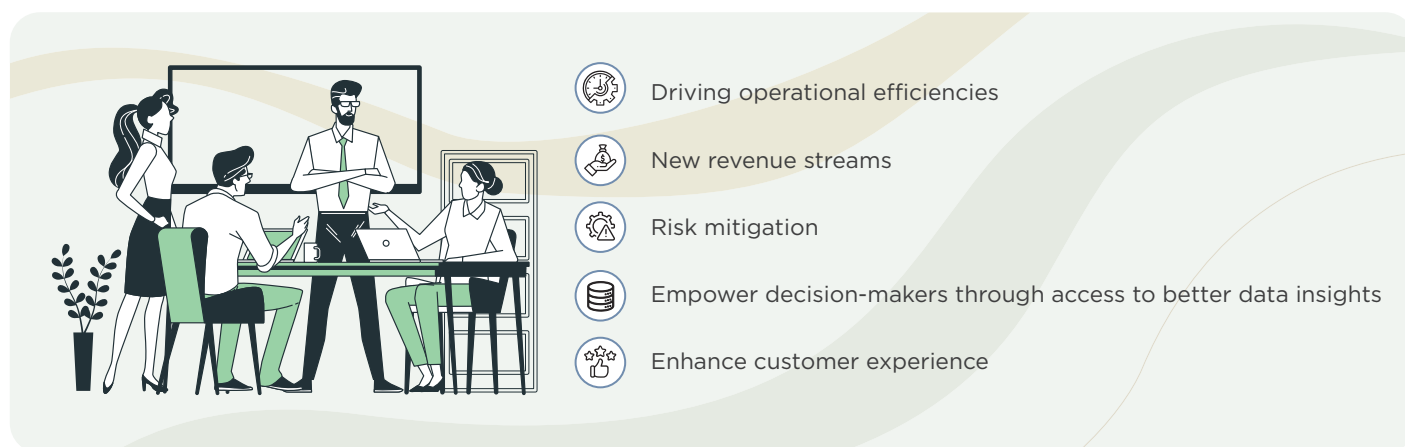 Driving operational efficiencies
New revenue streams
Risk mitigation
Empower decision-makers through access to better data insights
Enhance customer experience